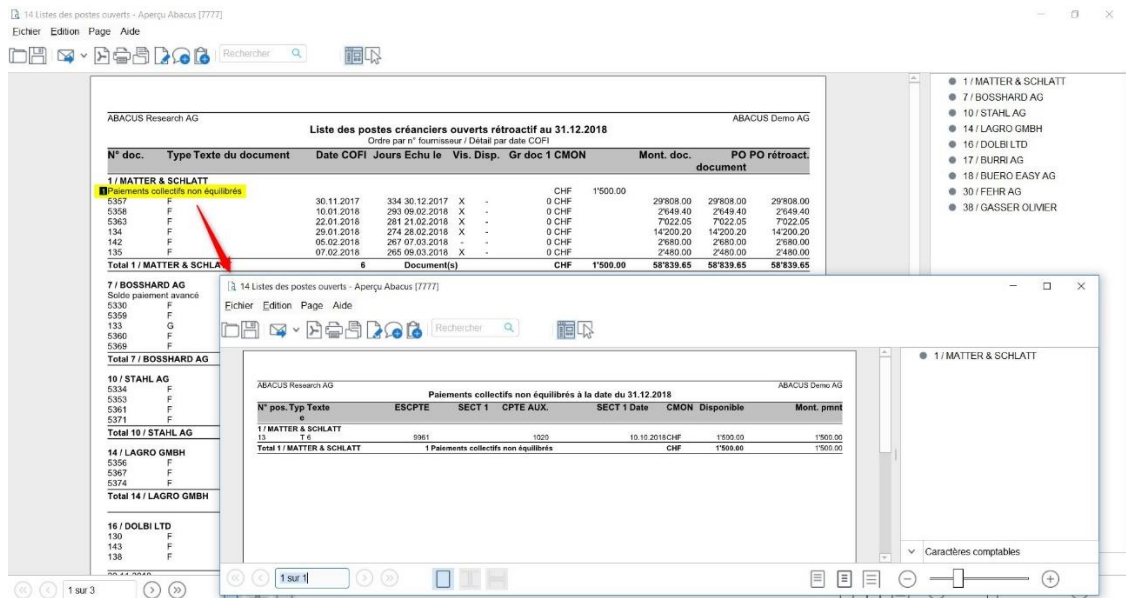 14 Listes des postes ouverts - Aperçu Abacus [7777]
Eichier Edition Page Aide
Rechercher
ABACUS Research AG ABACUS Demo AG
Liste des postes créanciers ouverts rétroactif au 31.12.2018
Ordre par n° fournisseur / Détail par date COFI
N° doc. Type Texte du document Date COFI Jours Echu le Vis. Disp. Gr doc 1 CMON Mont. doc. PO PO rétroact.
document
1 / MATTER & SCHLATT
1 Paiements collectifs non équilibrés CHF 1'500.00
5357 F 30.11.2017 334 30.12.2017 X - 0 CHF 29'808.00 29'808.00 29'808.00
5358 F 10.01.2018 293 09.02.2018 X - 0 CHF 2'649.40 2'649.40 2'649.40
5363 F 22.01.2018 281 21.02.2018 X - 0 CHF 7'022.05 7'022.05 7'022.05
134 F 29.01.2018 274 28.02.2018 X - 0 CHF 14'200.20 14'200.20 14'200.20
142 F 05.02.2018 267 07.03.2018 - - 0 CHF 2'680.00 2'680.00 2'680.00
135 F 07.02.2018 265 09.03.2018 X - 0 CHF 2'480.00 2'480.00 2'480.00
Total 1 / MATTER & SCHLA 6 Document(s) CHF 1'500.00 58'839.65 58'839.65 58'839.65
7 / BOSSHARD AG
Solde paiement avancé
5330 F
5359 F
133 G
5360 F
5369 F
Total 7 / BOSSHARD AG
10 / STAHL AG
5334 F
5353 F
5361 F
5371 F
Total 10 / STAHL AG
14 / LAGRO GMBH
5356 F
5367 F
5374 F
Total 14 / LAGRO GMBH
16 / DOLBI LTD
130 F
143 F
138 F
1 sur 3
1 / MATTER & SCHLATT
7 / BOSSHARD AG
10 / STAHL AG
14 / LAGRO GMBH
16 / DOLBI LTD
17 / BURRI AG
18 / BUERO EASY AG
30 / FEHR AG
38 / GASSER OLIVIER
14 Listes des postes ouverts - Aperçu Abacus [7777]
Eichier Edition Page Aide
Rechercher
ABACUS Research AG ABACUS Demo AG
Paiements collectifs non équilibrés à la date du 31.12.2018
N° pos. Typ Texte ESCPTE SECT 1 CPTE AUX. SECT 1 Date CMON Disponible Mont. pmnt
e
1 / MATTER & SCHLATT
13 T 6 9961 1020 10.10.2018 CHF 1'500.00 1'500.00
Total 1 / MATTER & SCHLATT 1 Paiements collectifs non équilibrés CHF 1'500.00 1'500.00
1 / MATTER & SCHLATT
Caractères comptables
1 sur 1